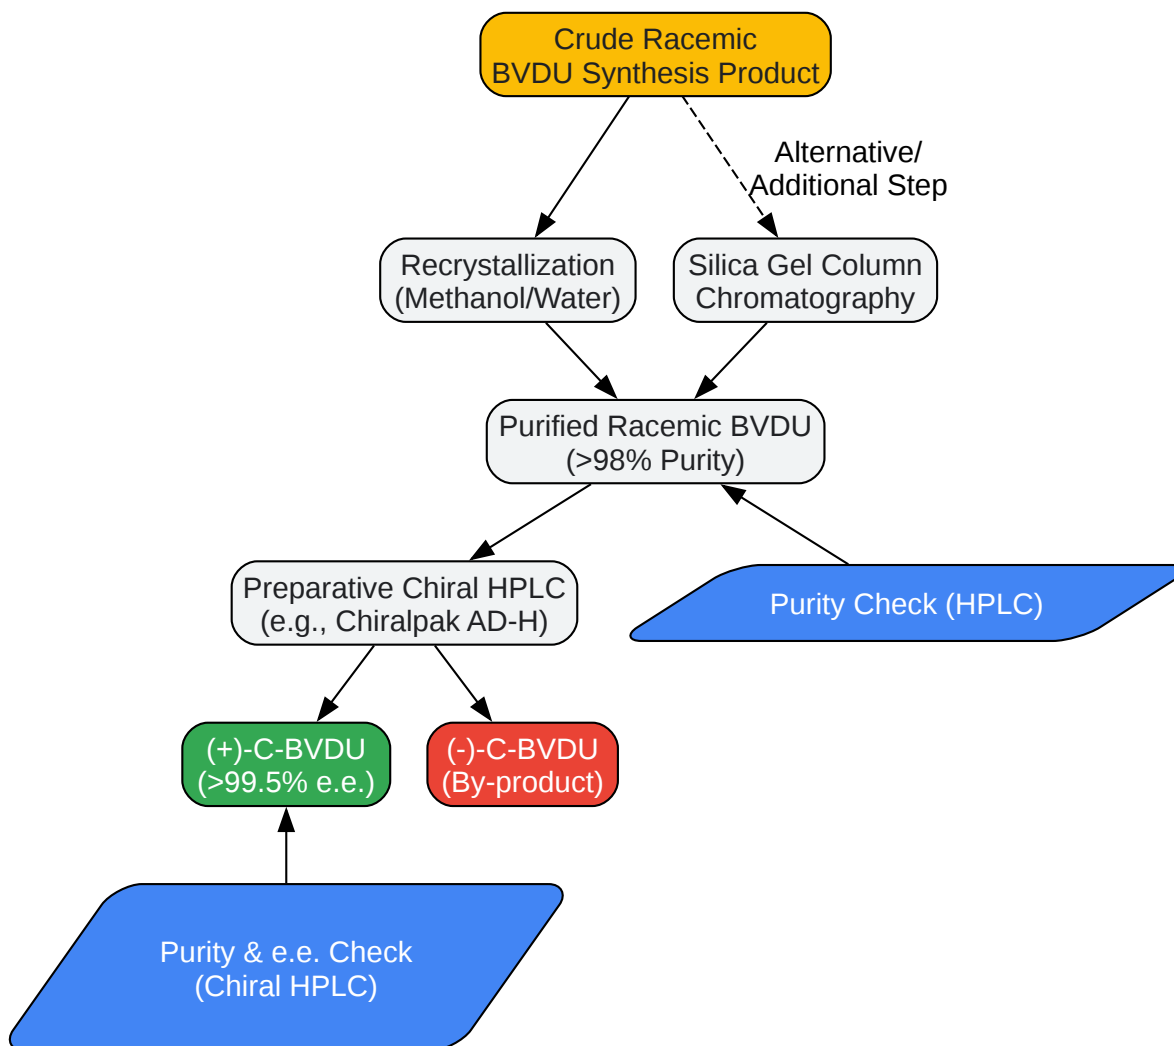 Crude Racemic
BVDU Synthesis Product
Alternative/
Additional Step
Recrystallization
(Methanol/Water)
Silica Gel Column
Chromatography
Purified Racemic BVDU
(>98% Purity)
Preparative Chiral HPLC
(e.g., Chiralpak AD-H)
Purity Check (HPLC)
(+)-C-BVDU
(>99.5% e.e.)
(-)-C-BVDU
(By-product)
Purity & e.e. Check
(Chiral HPLC)